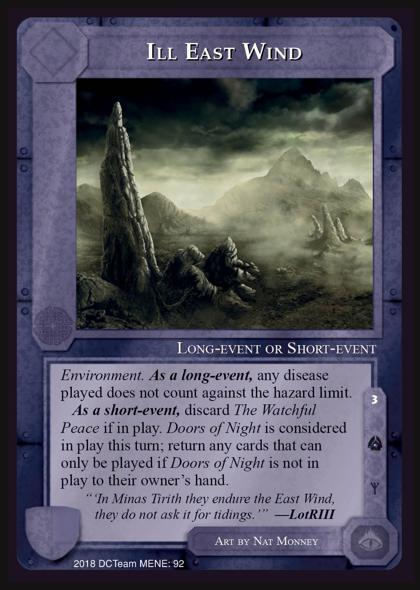 Ill East Wind
Long-event or Short-event
Environment. As a long-event, any disease
played does not count against the hazard limit.
As a short-event, discard The Watchful
Peace if in play. Doors of Night is considered
in play this turn; return any cards that can
only be played if Doors of Night is not in
play to their owner's hand.
"'In Minas Tirith they endure the East Wind,
they do not ask it for tidings.'" —LotRIII
3
Art by Nat Monney
2018 DCTeam MENE: 92